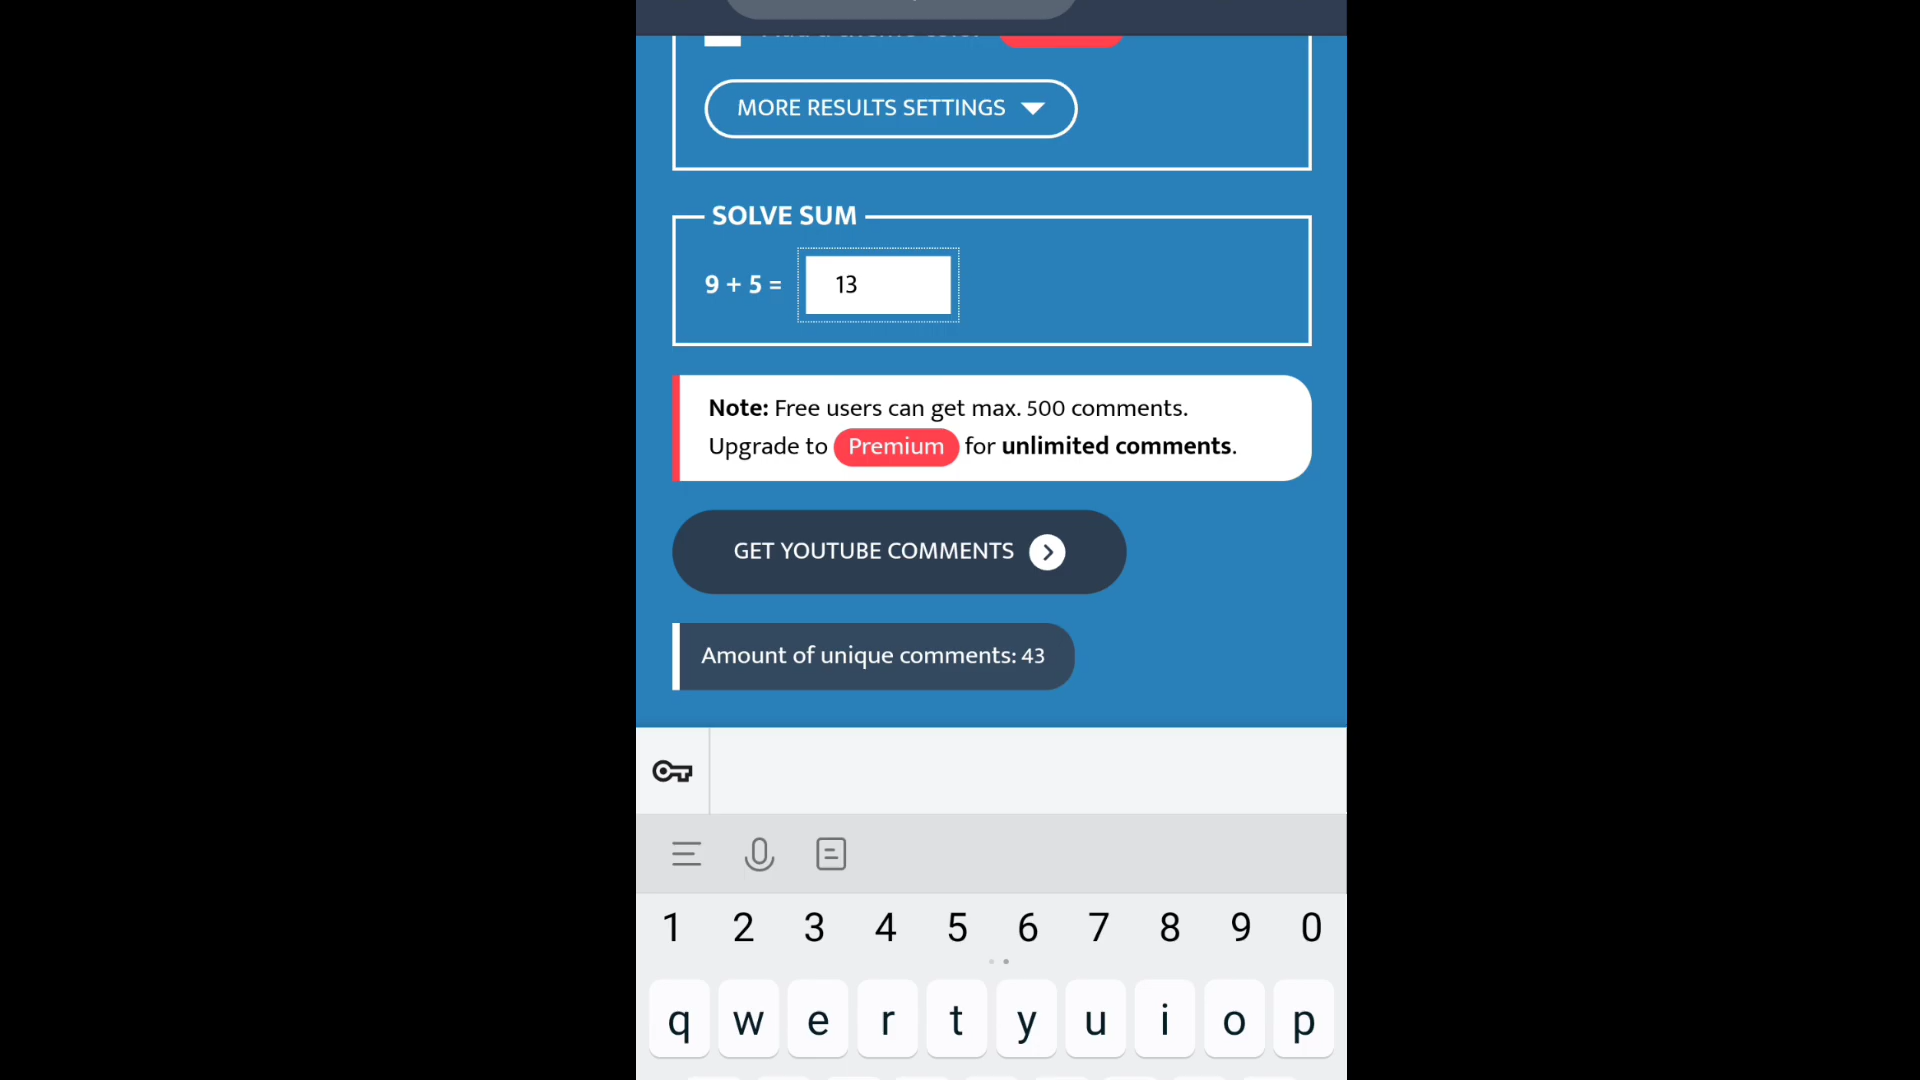 MORE RESULTS SETTINGS
SOLVE SUM
9 + 5 = 13
Note: Free users can get max. 500 comments.
Upgrade to Premium for unlimited comments.
GET YOUTUBE COMMENTS
Amount of unique comments: 43
1 2 3 4 5 6 7 8 9 0
q w e r t y u i o p